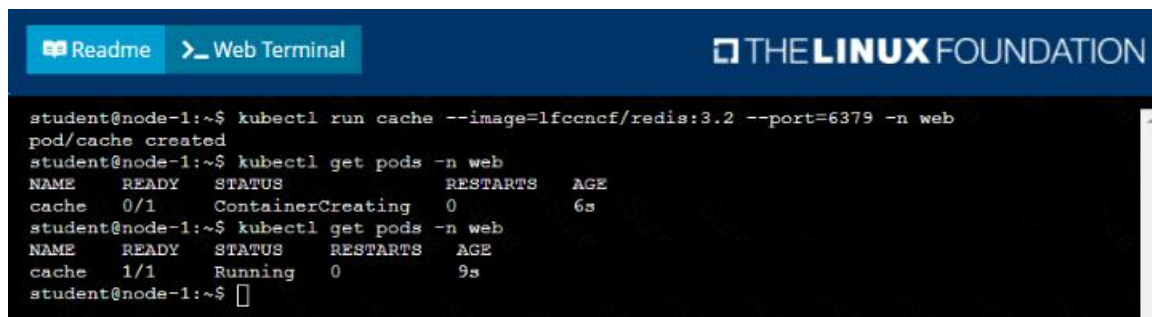 Readme >_ Web Terminal THE LINUX FOUNDATION
student@node-1:~$ kubectl run cache --image=lfccncf/redis:3.2 --port=6379 -n web
pod/cache created
student@node-1:~$ kubectl get pods -n web
NAME READY STATUS RESTARTS AGE
cache 0/1 ContainerCreating 0 6s
student@node-1:~$ kubectl get pods -n web
NAME READY STATUS RESTARTS AGE
cache 1/1 Running 0 9s
student@node-1:~$